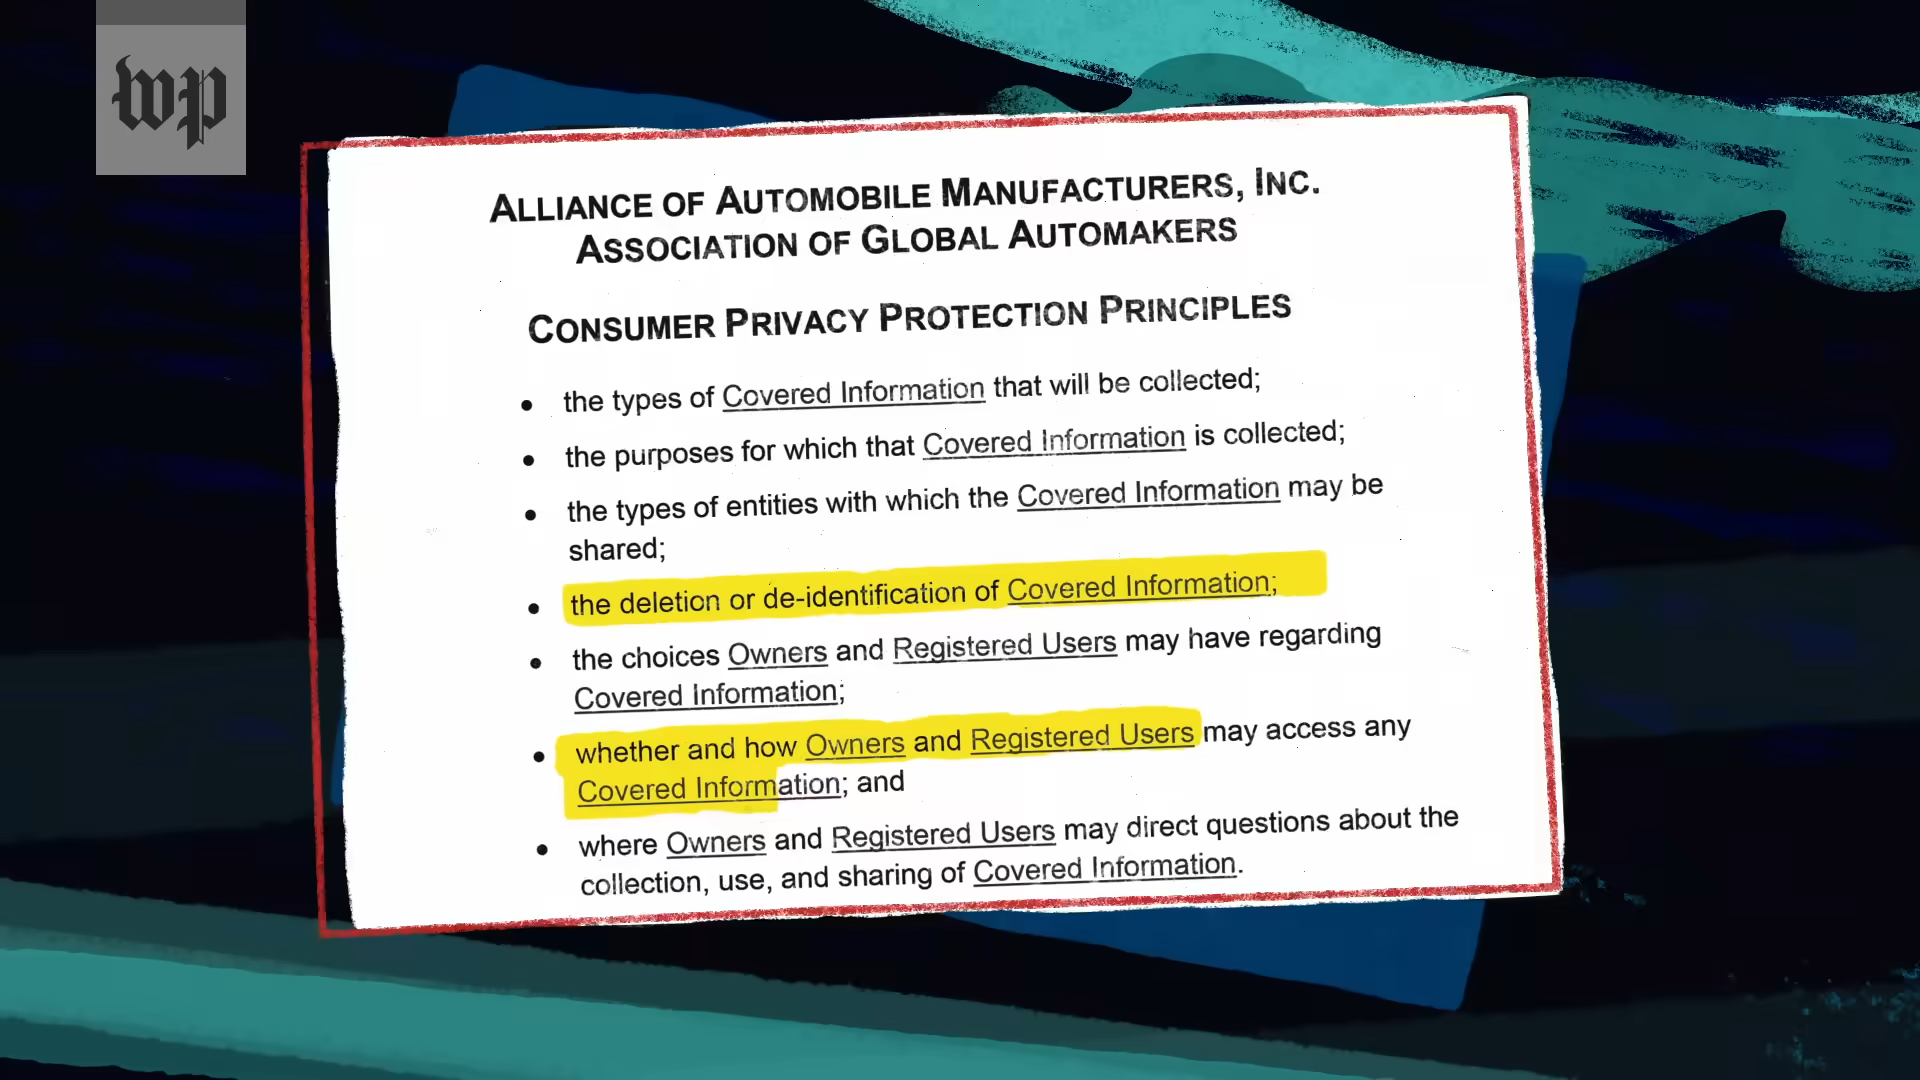 wp
ALLIANCE OF AUTOMOBILE MANUFACTURERS, INC.
ASSOCIATION OF GLOBAL AUTOMAKERS
CONSUMER PRIVACY PROTECTION PRINCIPLES
• the types of Covered Information that will be collected;
• the purposes for which that Covered Information is collected;
• the types of entities with which the Covered Information may be
shared;
• the deletion or de-identification of Covered Information;
• the choices Owners and Registered Users may have regarding
Covered Information;
• whether and how Owners and Registered Users may access any
Covered Information; and
• where Owners and Registered Users may direct questions about the
collection, use, and sharing of Covered Information.